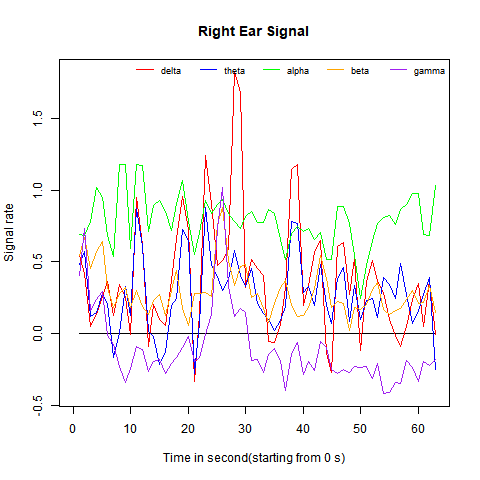 Right Ear Signal
delta theta alpha beta gamma
Signal rate
-0.5 0.0 0.5 1.0 1.5
0 10 20 30 40 50 60
Time in second(starting from 0 s)